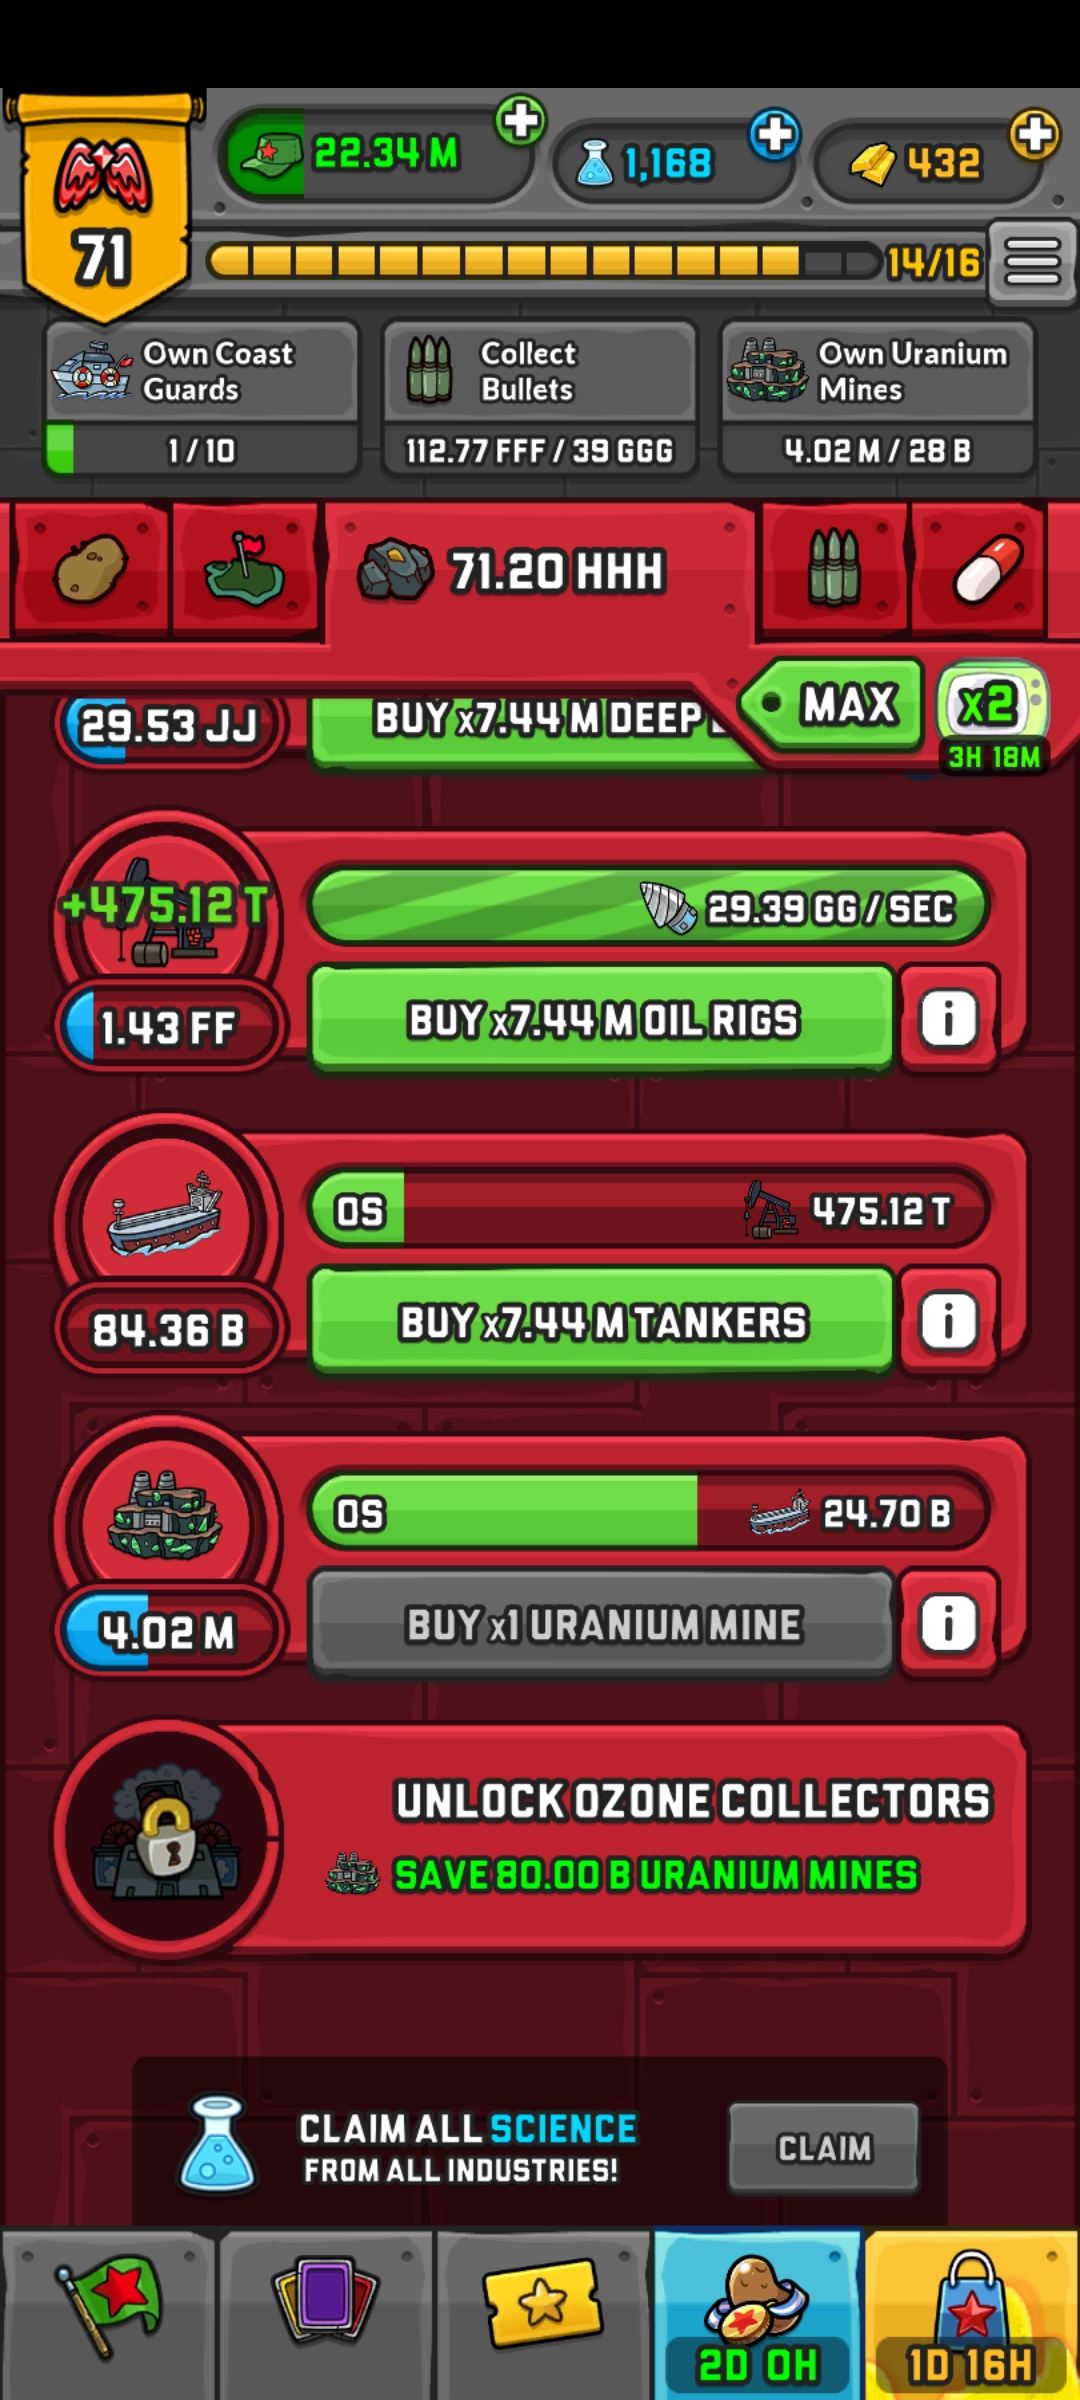 22.34 M
1,168
432
71
14/16
Own Coast
Guards
1 / 10
Collect
Bullets
112.77 FFF / 39 GGG
Own Uranium
Mines
4.02 M / 28 B
71.20 HHH
MAX
x2
3H 18M
29.53 JJ
BUY x7.44 M DEEP
+475.12 T
29.39 GG / SEC
1.43 FF
BUY x7.44 M OIL RIGS
i
0S
475.12 T
84.36 B
BUY x7.44 M TANKERS
i
0S
24.70 B
4.02 M
BUY x1 URANIUM MINE
i
UNLOCK OZONE COLLECTORS
SAVE 80.00 B URANIUM MINES
CLAIM ALL SCIENCE
FROM ALL INDUSTRIES!
CLAIM
2D 0H
1D 16H